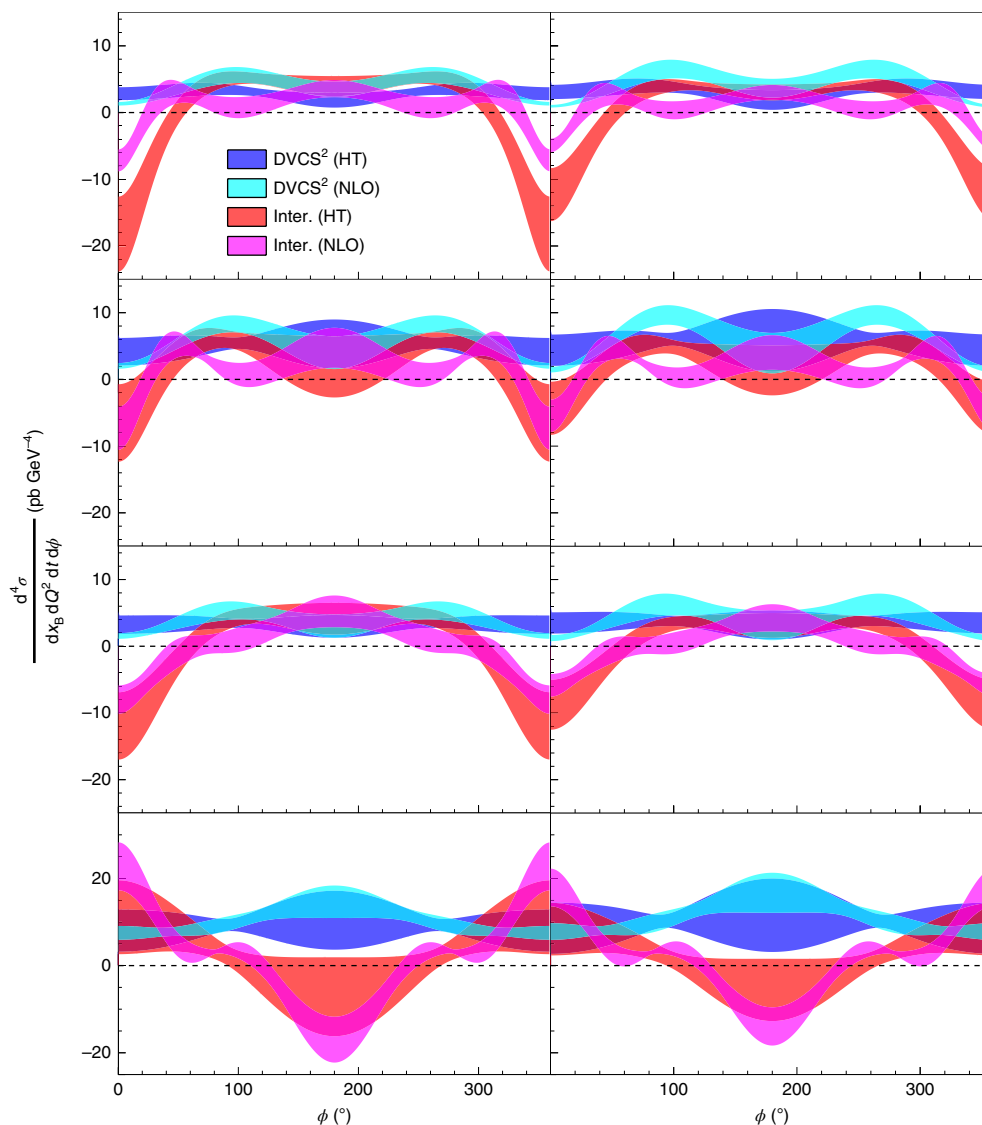 10
0
−10
−20
DVCS² (HT)
DVCS² (NLO)
Inter. (HT)
Inter. (NLO)
10
0
−10
−20
d⁴σ
dx_B dQ² dt dϕ
(pb GeV⁻⁴)
10
0
−10
−20
20
0
−20
0 100 200 300
100 200 300
ϕ (°)
ϕ (°)